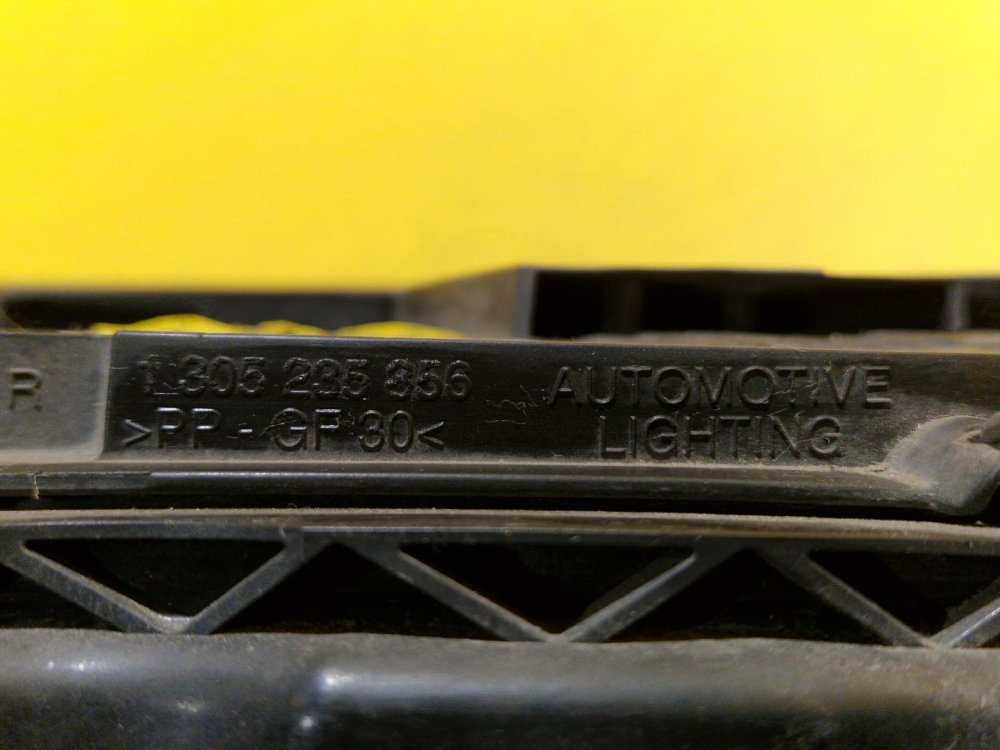 R.
1 305 235 356
>PP - GF 30<
AUTOMOTIVE
LIGHTING